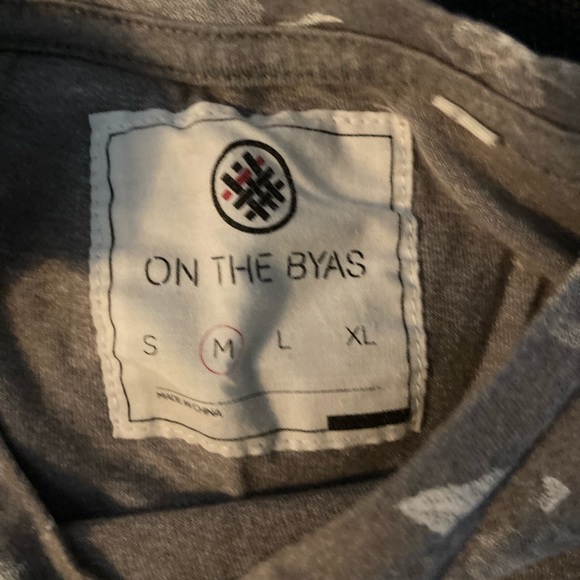 ON THE BYAS
S M L XL
MADE IN CHINA